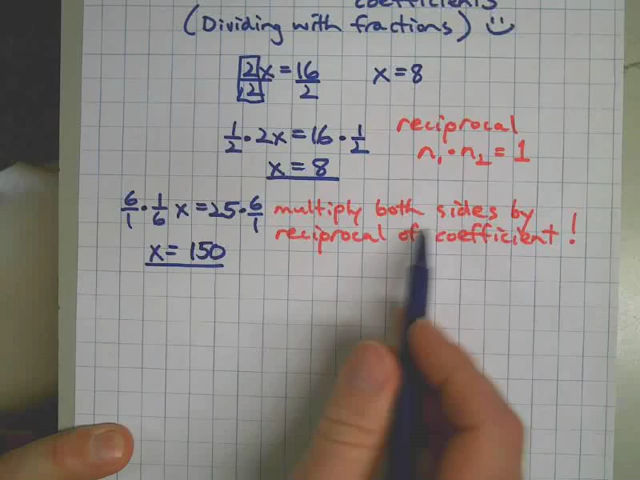 coefficients
(Dividing with fractions)
2x = 16 x = 8
2 2
1/2 · 2x = 16 · 1/2 reciprocal
n₁ · n₂ = 1
x = 8
6/1 · 1/6 x = 25 · 6/1 multiply both sides by
reciprocal of coefficient!
x = 150